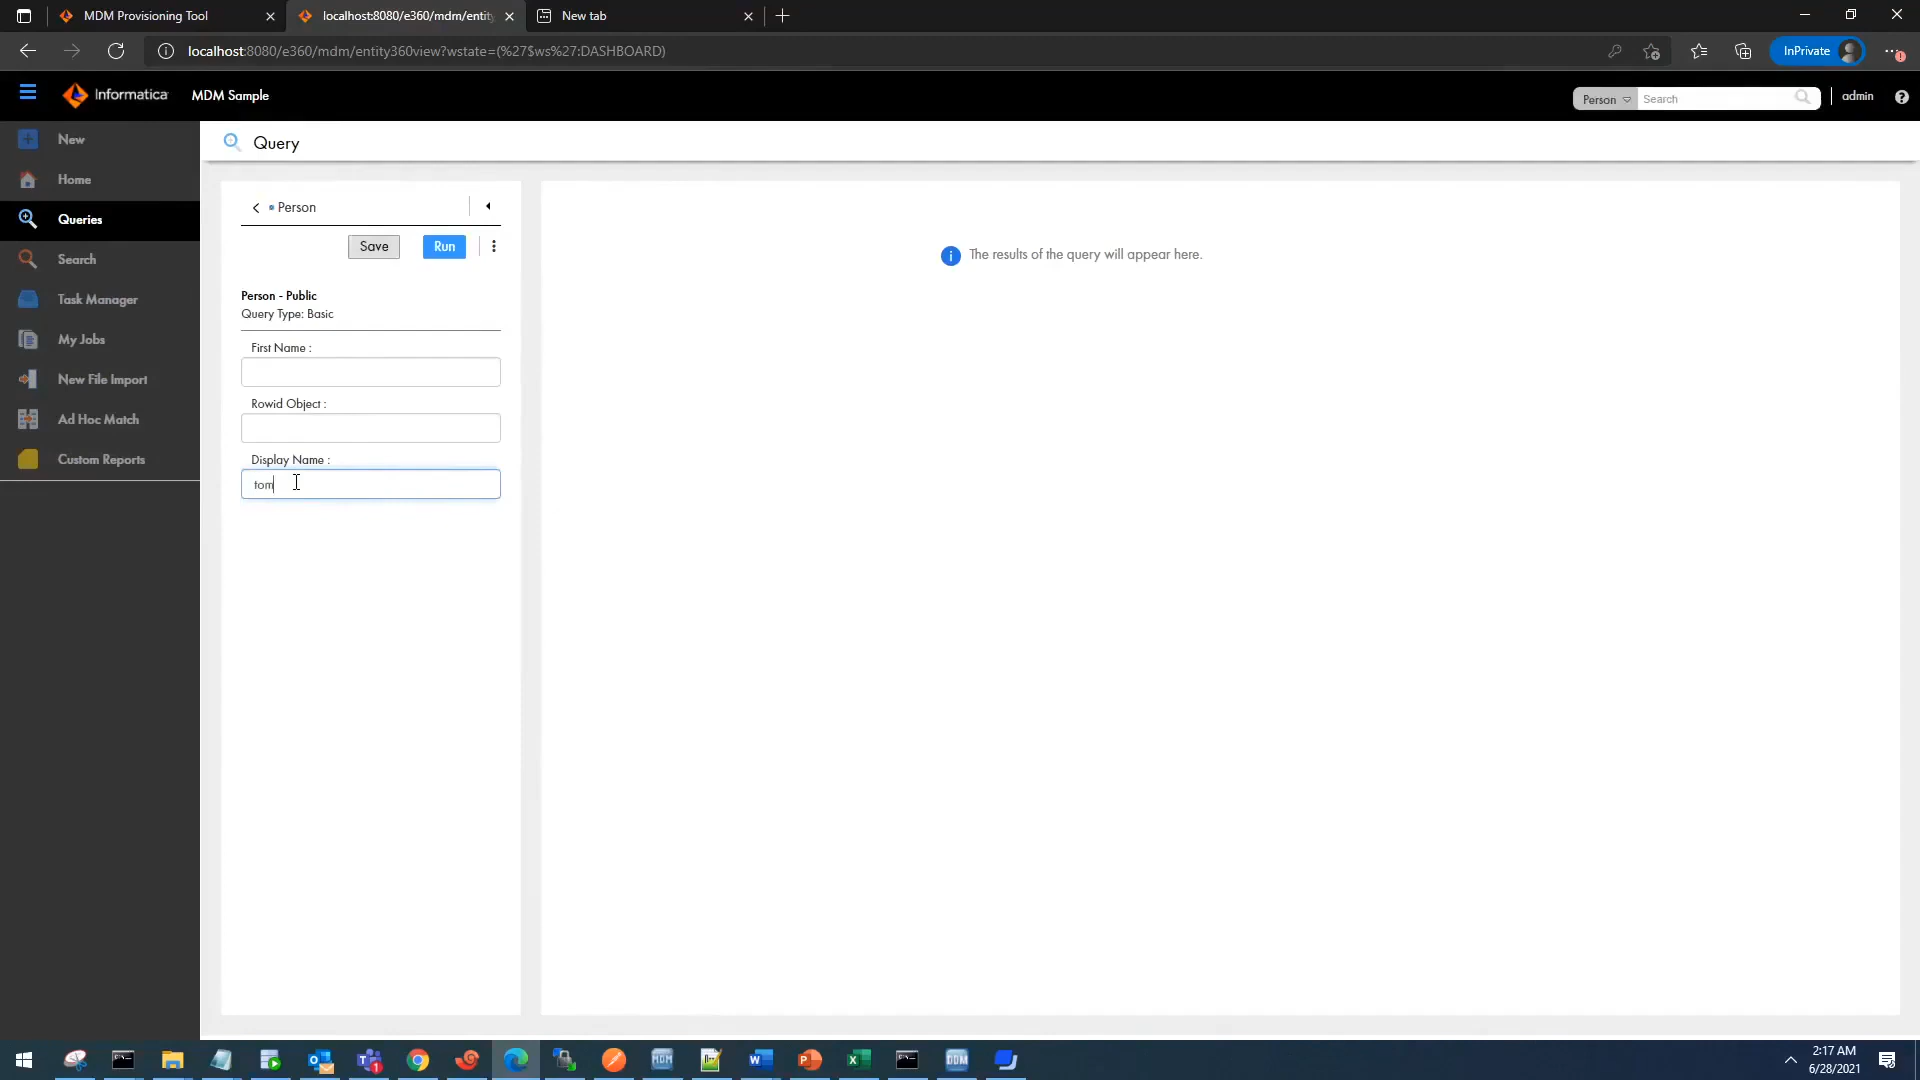 MDM Provisioning Tool
localhost:8080/e360/mdm/entity
New tab
localhost:8080/e360/mdm/entity360view?wstate=(%27$ws%27:DASHBOARD)
InPrivate
Informatica
MDM Sample
Person
Search
admin
New
Home
Queries
Search
Task Manager
My Jobs
New File Import
Ad Hoc Match
Custom Reports
Query
Person
Save
Run
Person - Public
Query Type: Basic
First Name :
Rowid Object :
Display Name :
tom
The results of the query will appear here.
2:17 AM
6/28/2021